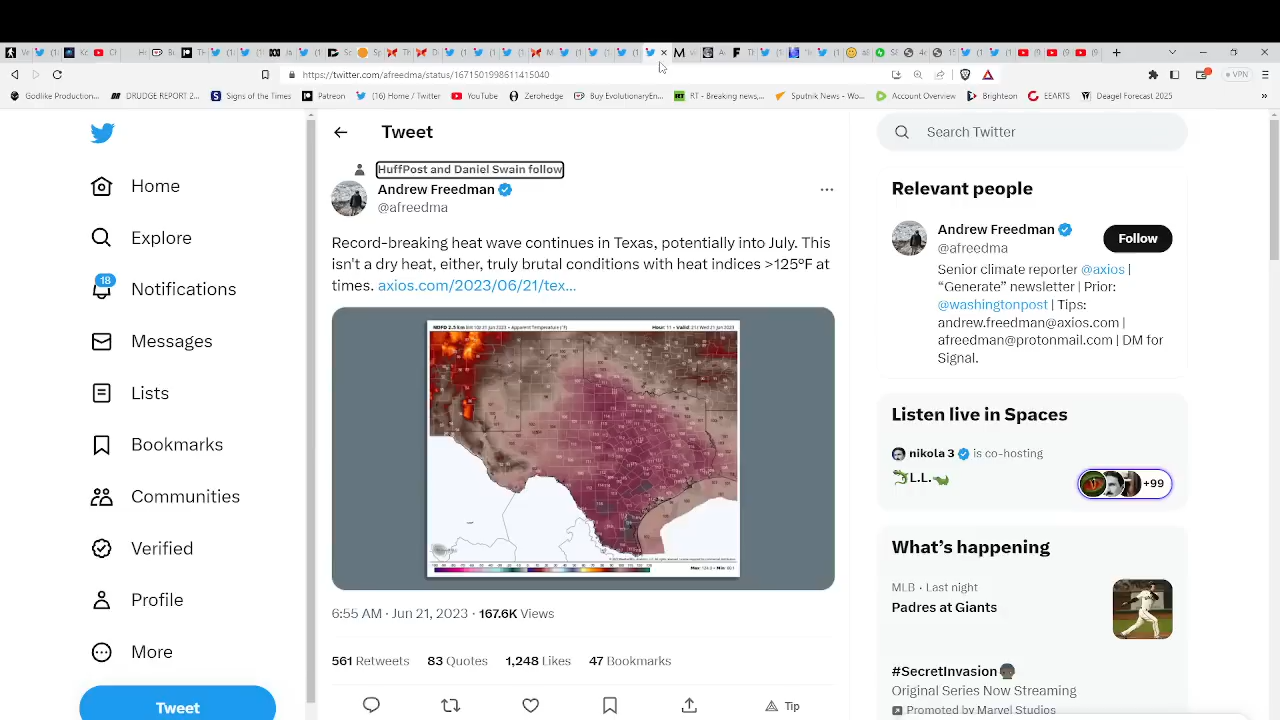 https://twitter.com/afreedma/status/1671501998611415040
VPN
Godlike Production...
DRUDGE REPORT 2...
Signs of the Times
Patreon
(16) Home / Twitter
YouTube
Zerohedge
Buy EvolutionaryEn...
RT - Breaking news,...
Sputnik News - Wo...
Account Overview
Brighteon
EEARTS
Deagel Forecast 2025
Home
Explore
18
Notifications
Messages
Lists
Bookmarks
Communities
Verified
Profile
More
Tweet
Tweet
HuffPost and Daniel Swain follow
Andrew Freedman
@afreedma
Record-breaking heat wave continues in Texas, potentially into July. This
isn't a dry heat, either, truly brutal conditions with heat indices >125°F at
times. axios.com/2023/06/21/tex...
6:55 AM · Jun 21, 2023 · 167.6K Views
561 Retweets 83 Quotes 1,248 Likes 47 Bookmarks
Tip
Search Twitter
Relevant people
Andrew Freedman
@afreedma
Follow
Senior climate reporter @axios |
“Generate” newsletter | Prior:
@washingtonpost | Tips:
andrew.freedman@axios.com |
afreedman@protonmail.com | DM for
Signal.
Listen live in Spaces
nikola 3 is co-hosting
L.L.
+99
What’s happening
MLB · Last night
Padres at Giants
#SecretInvasion
Original Series Now Streaming
Promoted by Marvel Studios